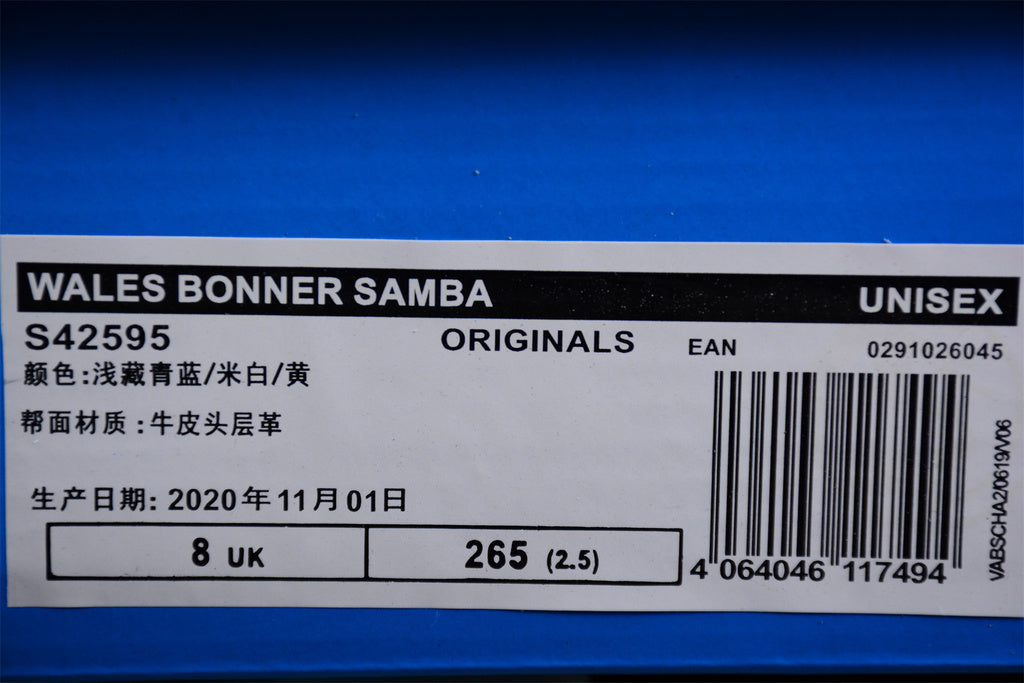 WALES BONNER SAMBA UNISEX
S42595 ORIGINALS EAN 0291026045
颜色:浅藏青蓝/米白/黄
帮面材质:牛皮头层革
生产日期: 2020年11月01日
8 UK 265 (2.5)
4 064046 117494
VABSCHA2/0619/V06